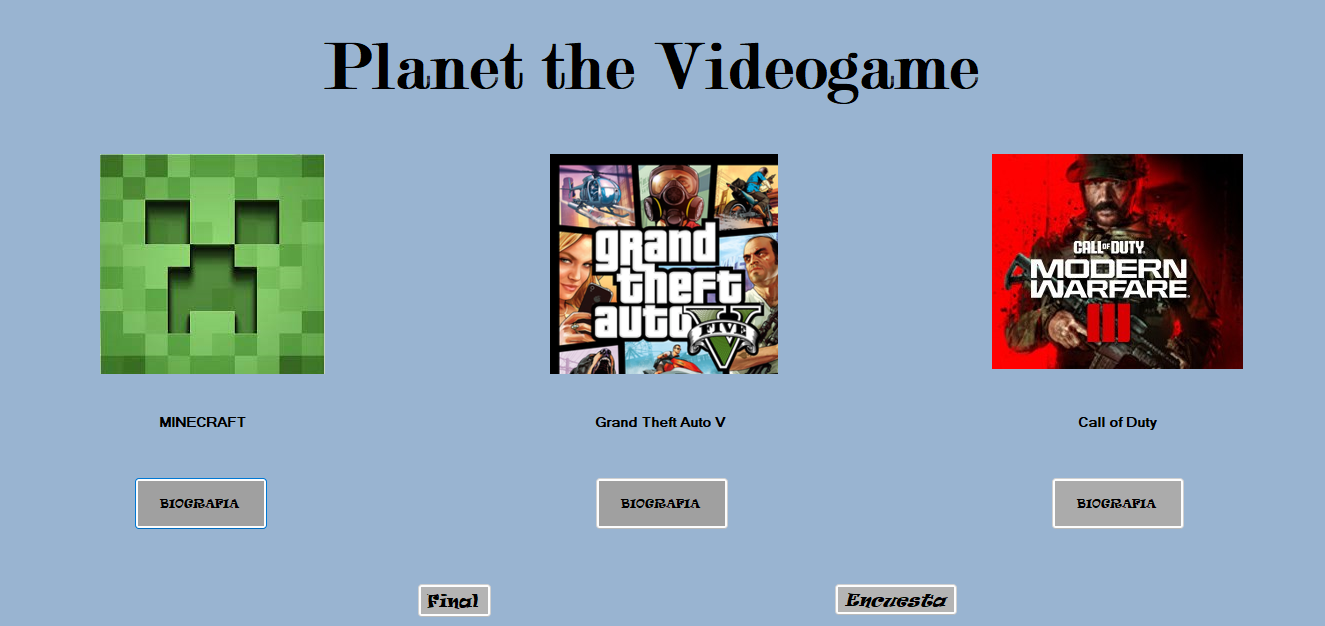 Planet the Videogame
grand
theft
auto
FIVE
V
CALL OF DUTY
MODERN
WARFARE
III
MINECRAFT
Grand Theft Auto V
Call of Duty
BIOGRAFIA
BIOGRAFIA
BIOGRAFIA
Final
Encuesta